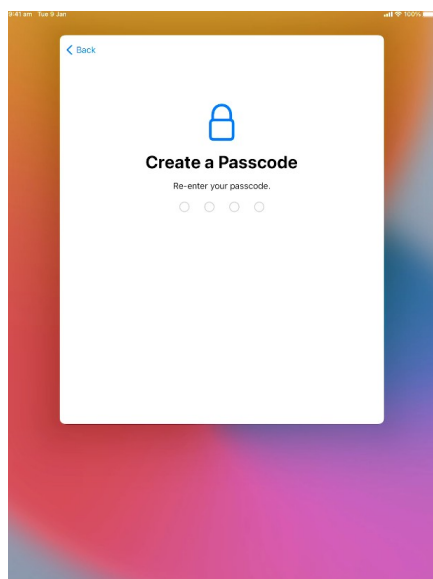 9:41 am Tue 9 Jan 100%
Back
Create a Passcode
Re-enter your passcode.